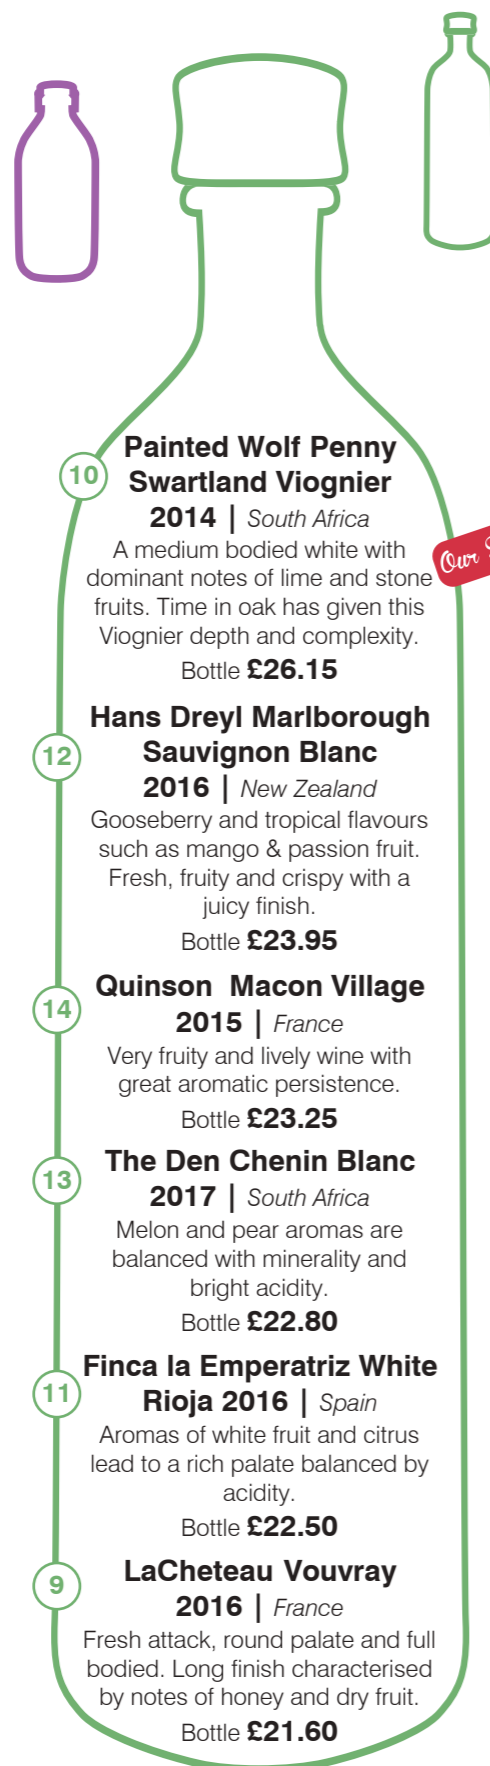 10
Painted Wolf Penny
Swartland Viognier
2014 | South Africa
A medium bodied white with
dominant notes of lime and stone
fruits. Time in oak has given this
Viognier depth and complexity.
Bottle £26.15
Our
12
Hans Dreyl Marlborough
Sauvignon Blanc
2016 | New Zealand
Gooseberry and tropical flavours
such as mango & passion fruit.
Fresh, fruity and crispy with a
juicy finish.
Bottle £23.95
14
Quinson Macon Village
2015 | France
Very fruity and lively wine with
great aromatic persistence.
Bottle £23.25
13
The Den Chenin Blanc
2017 | South Africa
Melon and pear aromas are
balanced with minerality and
bright acidity.
Bottle £22.80
11
Finca la Emperatriz White
Rioja 2016 | Spain
Aromas of white fruit and citrus
lead to a rich palate balanced by
acidity.
Bottle £22.50
9
LaCheteau Vouvray
2016 | France
Fresh attack, round palate and full
bodied. Long finish characterised
by notes of honey and dry fruit.
Bottle £21.60